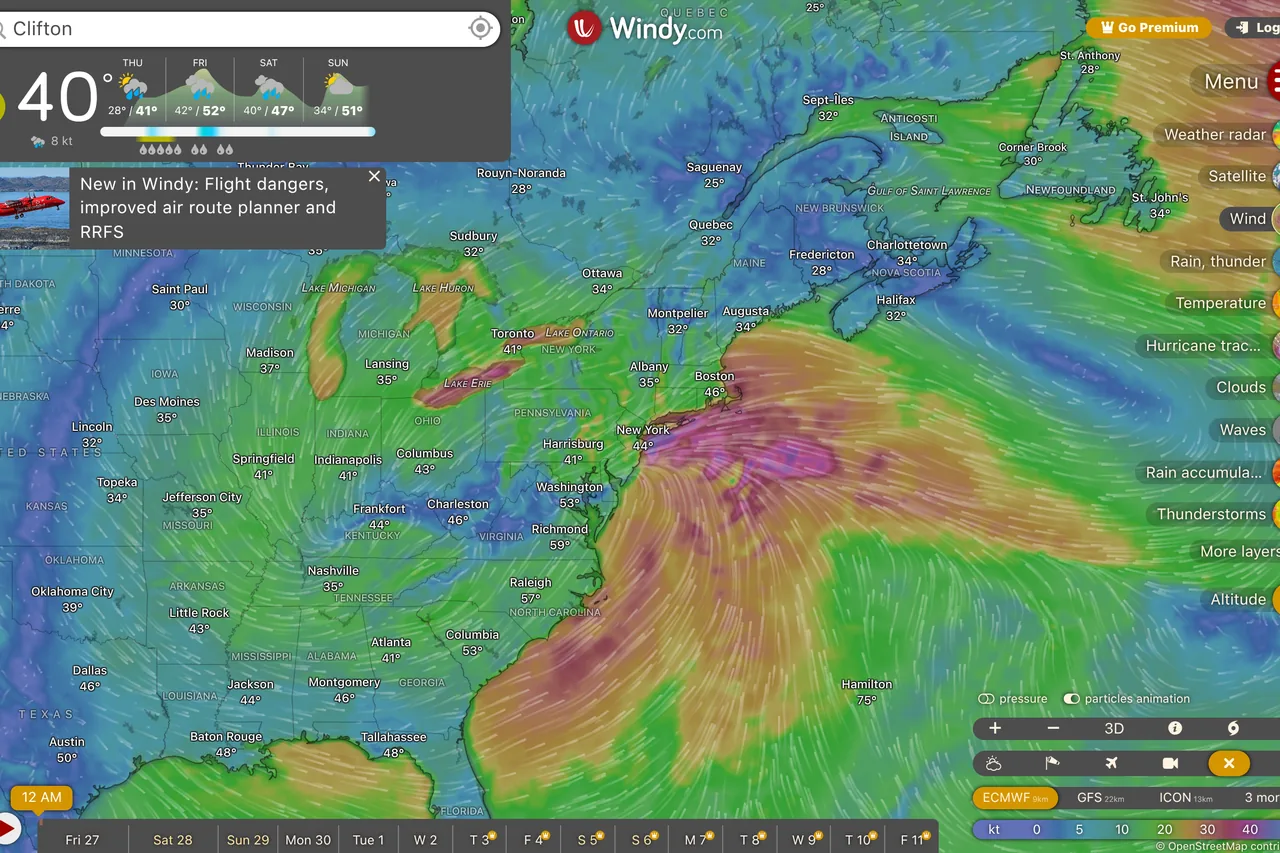 Clifton
Windy.com
Go Premium
Log
Menu
QUEBEC
25°
on
40°
8 kt
THU FRI SAT SUN
28° / 41° 42° / 52° 40° / 47° 34° / 51°
Thunder Bay
New in Windy: Flight dangers,
improved air route planner and
RRFS
St. Anthony
28°
Sept-Îles
32°
ANTICOSTI
ISLAND
Corner Brook
30°
Rouyn-Noranda
28°
Saguenay
25°
GULF OF SAINT LAWRENCE
NEWFOUNDLAND
St. John's
34°
NEW BRUNSWICK
Quebec
32°
Sudbury
32°
Charlottetown
34°
Fredericton
28°
NOVA SCOTIA
MAINE
Halifax
32°
Ottawa
34°
MINNESOTA
TH DAKOTA
Saint Paul
30°
erre
4°
WISCONSIN
LAKE MICHIGAN
LAKE HURON
Montpelier
32°
Augusta
34°
Toronto
41°
LAKE ONTARIO
NEW YORK
MICHIGAN
Madison
37°
Lansing
35°
Albany
35°
Boston
46°
LAKE ERIE
IOWA
NEBRASKA
Des Moines
35°
PENNSYLVANIA
OHIO
Lincoln
32°
ILLINOIS
INDIANA
New York
44°
Harrisburg
41°
TED STATES
Springfield
41°
Indianapolis
41°
Columbus
43°
Topeka
34°
Washington
53°
KANSAS
Jefferson City
35°
MISSOURI
Frankfort
44°
KENTUCKY
Charleston
46°
VIRGINIA
Richmond
59°
OKLAHOMA
Oklahoma City
39°
ARKANSAS
Nashville
35°
TENNESSEE
Raleigh
57°
NORTH CAROLINA
Little Rock
43°
Atlanta
41°
Columbia
53°
MISSISSIPPI
ALABAMA
Dallas
46°
Jackson
44°
Montgomery
46°
GEORGIA
LOUISIANA
Hamilton
75°
TEXAS
Austin
50°
Baton Rouge
48°
Tallahassee
48°
FLORIDA
Weather radar
Satellite
Wind
Rain, thunder
Temperature
Hurricane trac...
Clouds
Waves
Rain accumula...
Thunderstorms
More layers
Altitude
pressure particles animation
+ − 3D
ECMWF 9km GFS 22km ICON 13km 3 mor
kt 0 5 10 20 30 40
© OpenStreetMap contri
12 AM
Fri 27 Sat 28 Sun 29 Mon 30 Tue 1 W 2 T 3 F 4 S 5 S 6 M 7 T 8 W 9 T 10 F 11